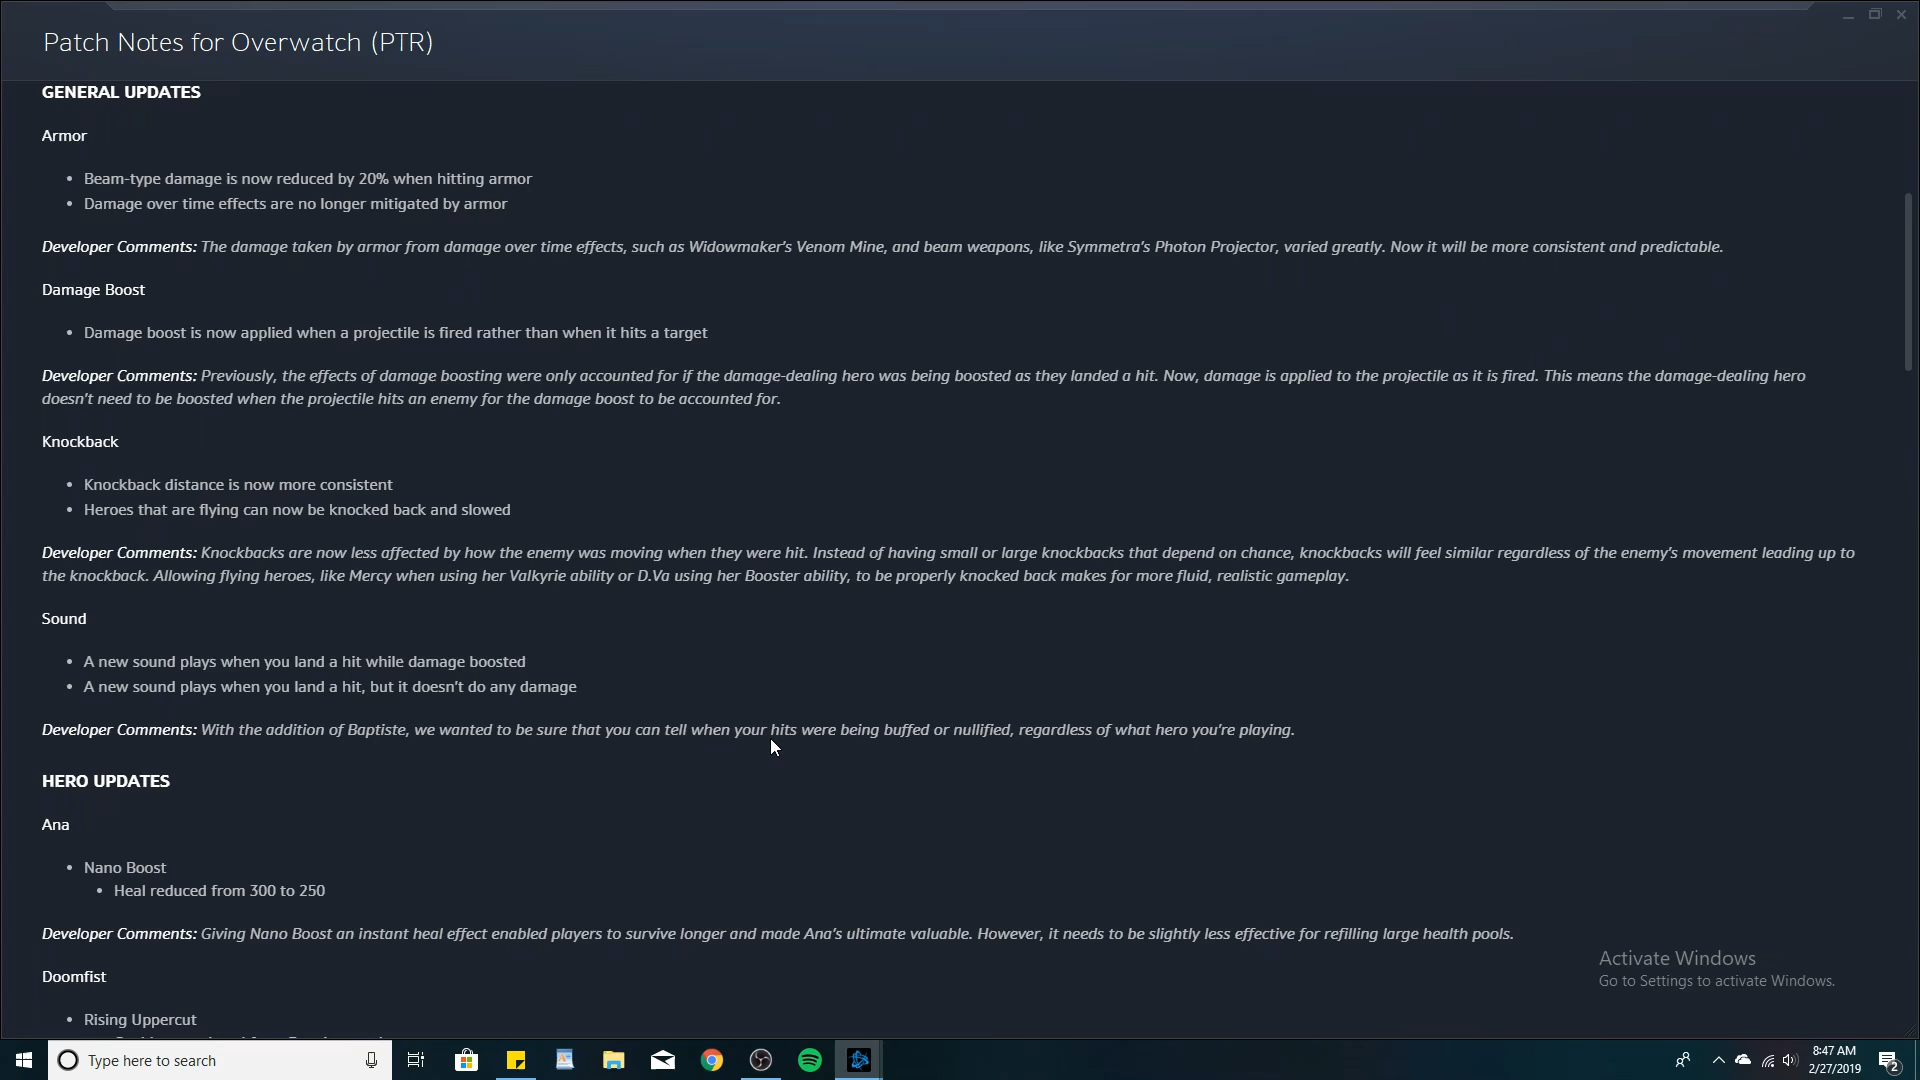 Patch Notes for Overwatch (PTR)
GENERAL UPDATES
Armor
• Beam-type damage is now reduced by 20% when hitting armor
• Damage over time effects are no longer mitigated by armor
Developer Comments: The damage taken by armor from damage over time effects, such as Widowmaker's Venom Mine, and beam weapons, like Symmetra's Photon Projector, varied greatly. Now it will be more consistent and predictable.
Damage Boost
• Damage boost is now applied when a projectile is fired rather than when it hits a target
Developer Comments: Previously, the effects of damage boosting were only accounted for if the damage-dealing hero was being boosted as they landed a hit. Now, damage is applied to the projectile as it is fired. This means the damage-dealing hero
doesn't need to be boosted when the projectile hits an enemy for the damage boost to be accounted for.
Knockback
• Knockback distance is now more consistent
• Heroes that are flying can now be knocked back and slowed
Developer Comments: Knockbacks are now less affected by how the enemy was moving when they were hit. Instead of having small or large knockbacks that depend on chance, knockbacks will feel similar regardless of the enemy's movement leading up to
the knockback. Allowing flying heroes, like Mercy when using her Valkyrie ability or D.Va using her Booster ability, to be properly knocked back makes for more fluid, realistic gameplay.
Sound
• A new sound plays when you land a hit while damage boosted
• A new sound plays when you land a hit, but it doesn't do any damage
Developer Comments: With the addition of Baptiste, we wanted to be sure that you can tell when your hits were being buffed or nullified, regardless of what hero you're playing.
HERO UPDATES
Ana
• Nano Boost
• Heal reduced from 300 to 250
Developer Comments: Giving Nano Boost an instant heal effect enabled players to survive longer and made Ana's ultimate valuable. However, it needs to be slightly less effective for refilling large health pools.
Doomfist
• Rising Uppercut
Activate Windows
Go to Settings to activate Windows.
Type here to search
8:47 AM
2/27/2019
2